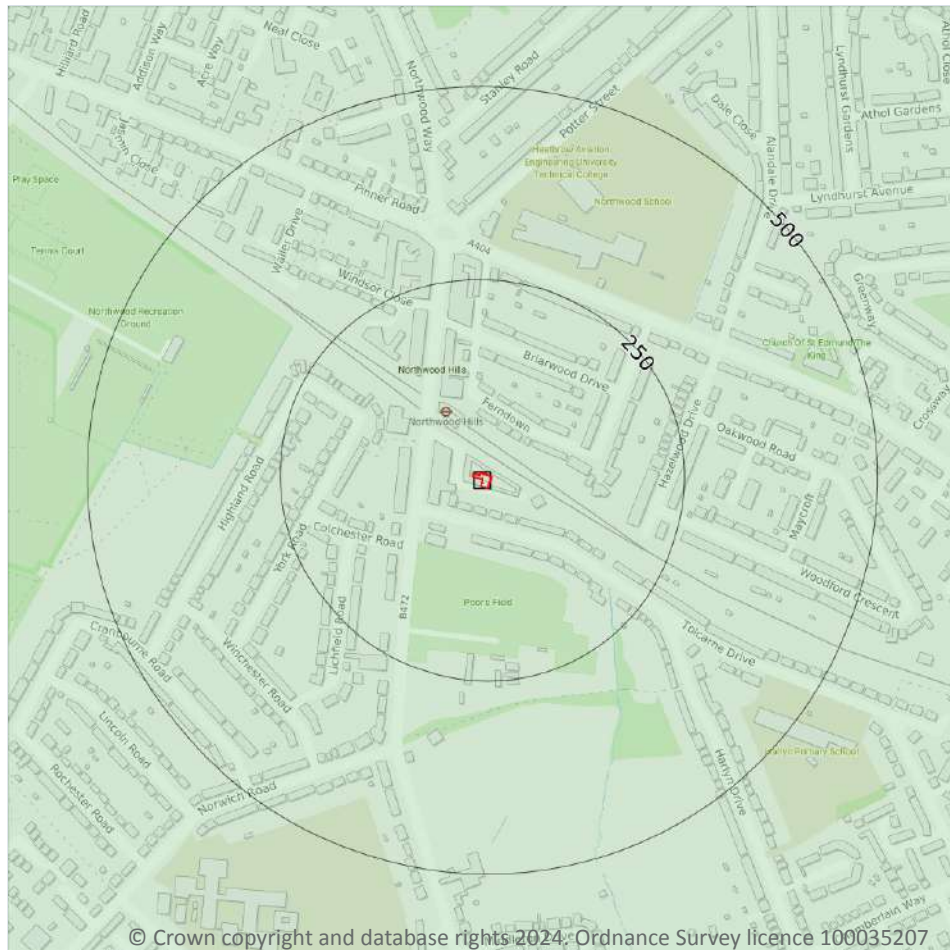 Hilliard Road
Addison Way
Acre Way
Neal Close
Northwood Way
Stanley Road
Potter Street
Dale Close
Alandale Drive
Lyndhurst Gardens
Athol Close
Athol Gardens
Lyndhurst Avenue
Jasmin Close
Play Space
Heathrow Aviation
Engineering University
Technical College
Northwood School
Pinner Road
Waller Drive
A404
500
Tennis Court
Windsor Close
Greenway
Northwood Recreation
Ground
250
Church Of St Edmund The
King
Briarwood Drive
Northwood Hills
Crossway
Ferndown
Northwood Hills
Hazelwood Drive
Oakwood Road
Highland Road
1
Maycroft
Colchester Road
York Road
Woodford Crescent
Poor's Field
B472
Lichfield Road
Cranbourne Road
Winchester Road
Tolcarne Drive
Lincoln Road
Harlyn Primary School
Harlyn Drive
Rochester Road
Norwich Road
© Crown copyright and database rights 2024. Ordnance Survey licence 100035207